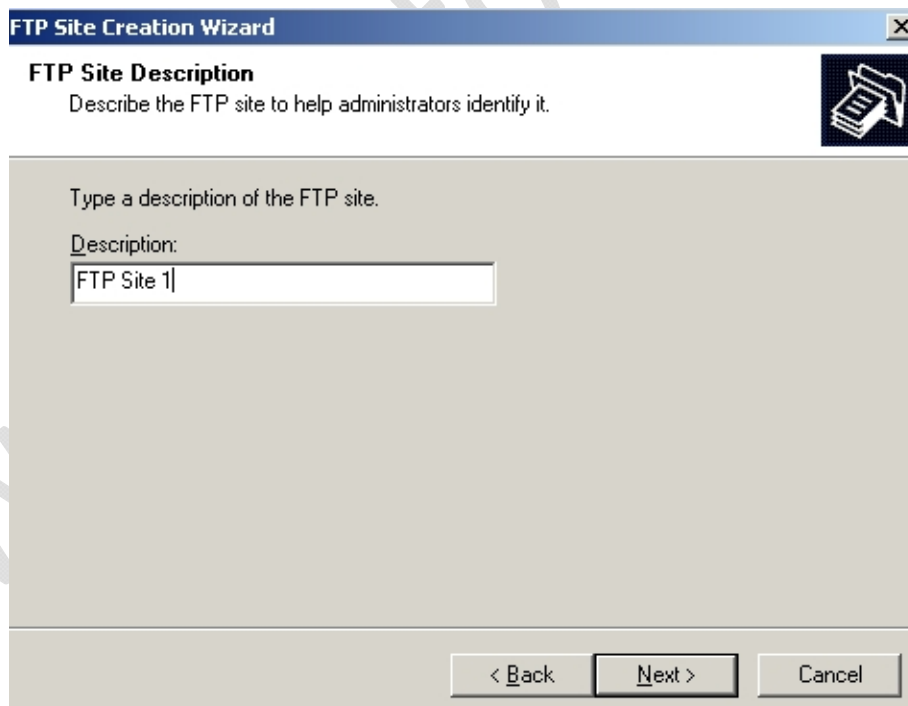 FTP Site Creation Wizard
FTP Site Description
Describe the FTP site to help administrators identify it.
Type a description of the FTP site.
Description:
FTP Site 1
< Back Next > Cancel